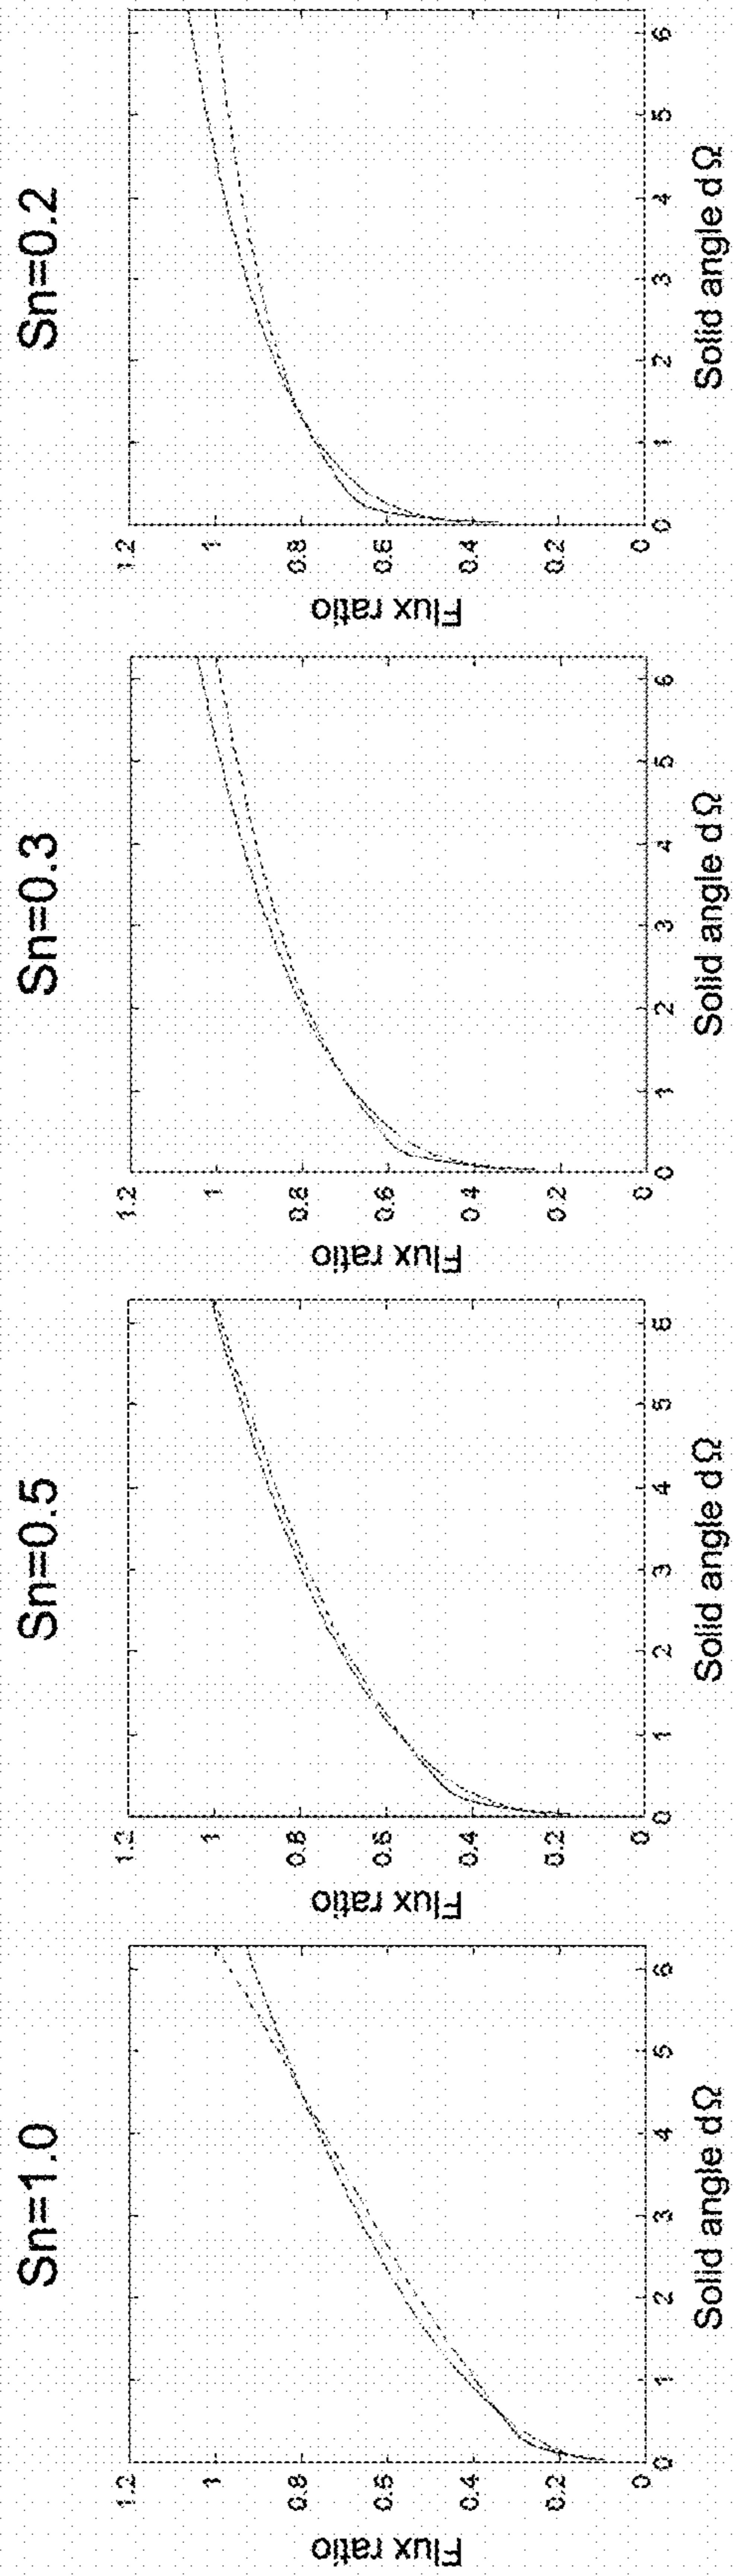 Sn=1.0
Flux ratio
1.2
1
0.8
0.6
0.4
0.2
0
0 1 2 3 4 5 6
Solid angle dΩ
Sn=0.5
Flux ratio
1.2
1
0.8
0.6
0.4
0.2
0
0 1 2 3 4 5 6
Solid angle dΩ
Sn=0.3
Flux ratio
1.2
1
0.8
0.6
0.4
0.2
0
0 1 2 3 4 5 6
Solid angle dΩ
Sn=0.2
Flux ratio
1.2
1
0.8
0.6
0.4
0.2
0
0 1 2 3 4 5 6
Solid angle dΩ